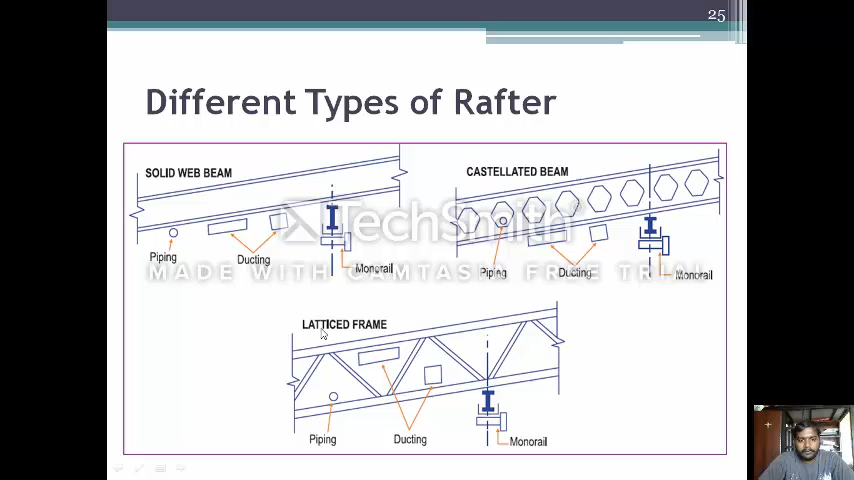 25
Different Types of Rafter
SOLID WEB BEAM
Piping
Ducting
Monorail
CASTELLATED BEAM
Piping
Ducting
Monorail
TechSmith
MADE WITH CAMTASIA FREE TRIAL
LATTICED FRAME
Piping
Ducting
Monorail